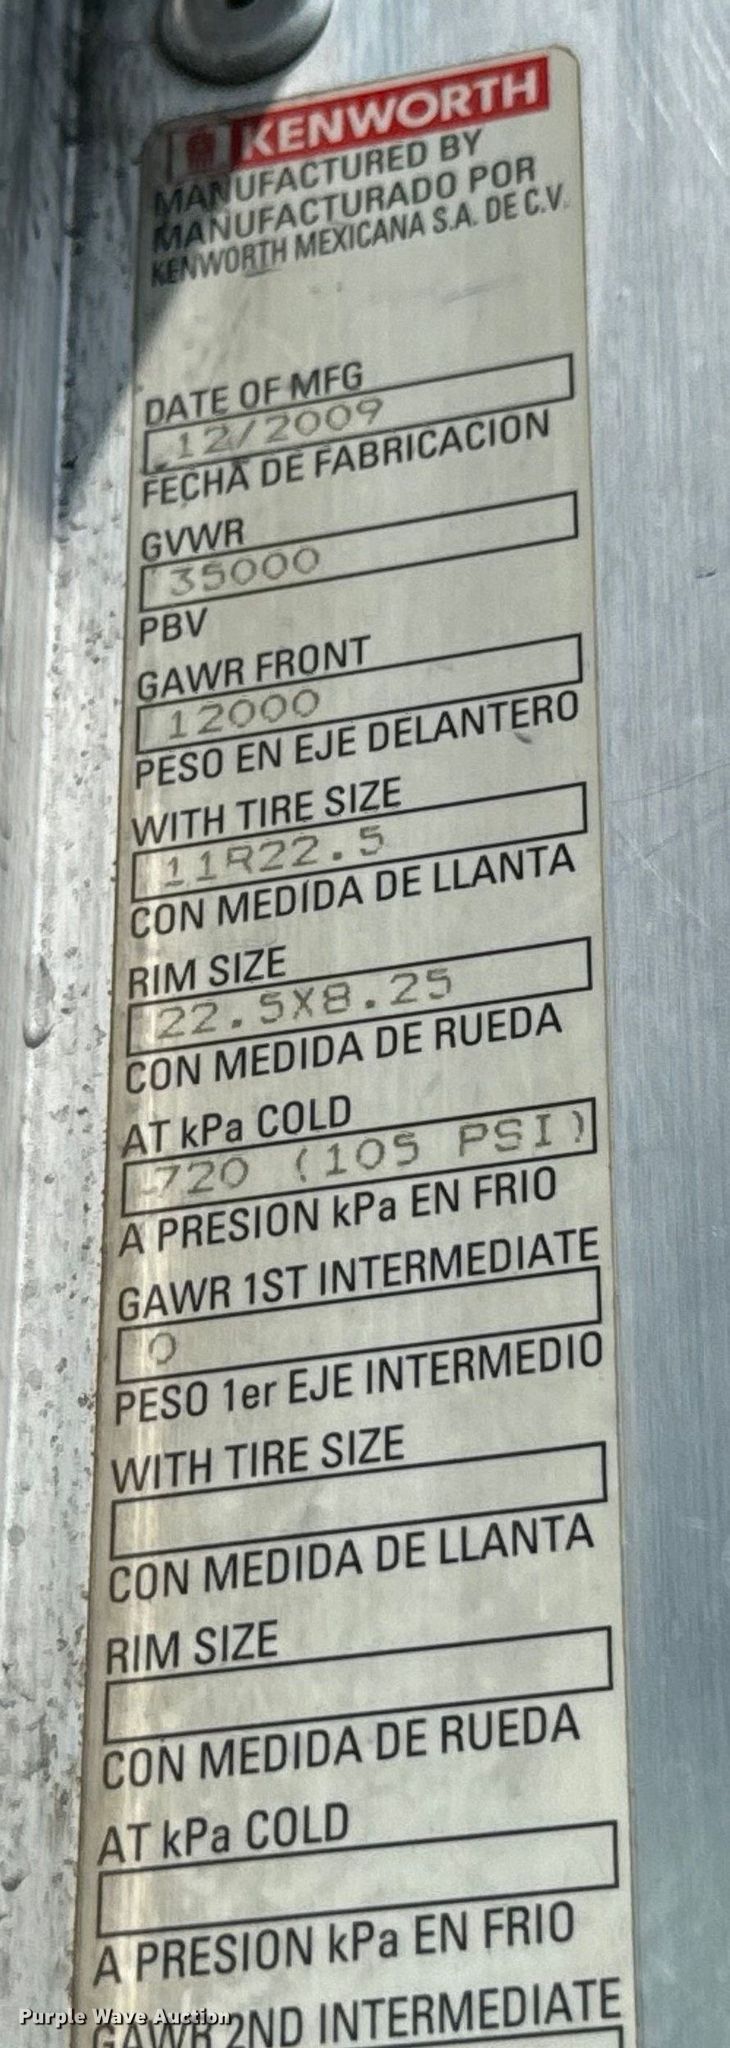 KENWORTH
MANUFACTURED BY
MANUFACTURADO POR
KENWORTH MEXICANA S.A. DE C.V.
DATE OF MFG
12/2009
FECHA DE FABRICACION
GVWR
35000
PBV
GAWR FRONT
12000
PESO EN EJE DELANTERO
WITH TIRE SIZE
11R22.5
CON MEDIDA DE LLANTA
RIM SIZE
22.5X8.25
CON MEDIDA DE RUEDA
AT kPa COLD
720 (105 PSI)
A PRESION kPa EN FRIO
GAWR 1ST INTERMEDIATE
0
PESO 1er EJE INTERMEDIO
WITH TIRE SIZE
CON MEDIDA DE LLANTA
RIM SIZE
CON MEDIDA DE RUEDA
AT kPa COLD
A PRESION kPa EN FRIO
GAWR 2ND INTERMEDIATE
Purple Wave Auction